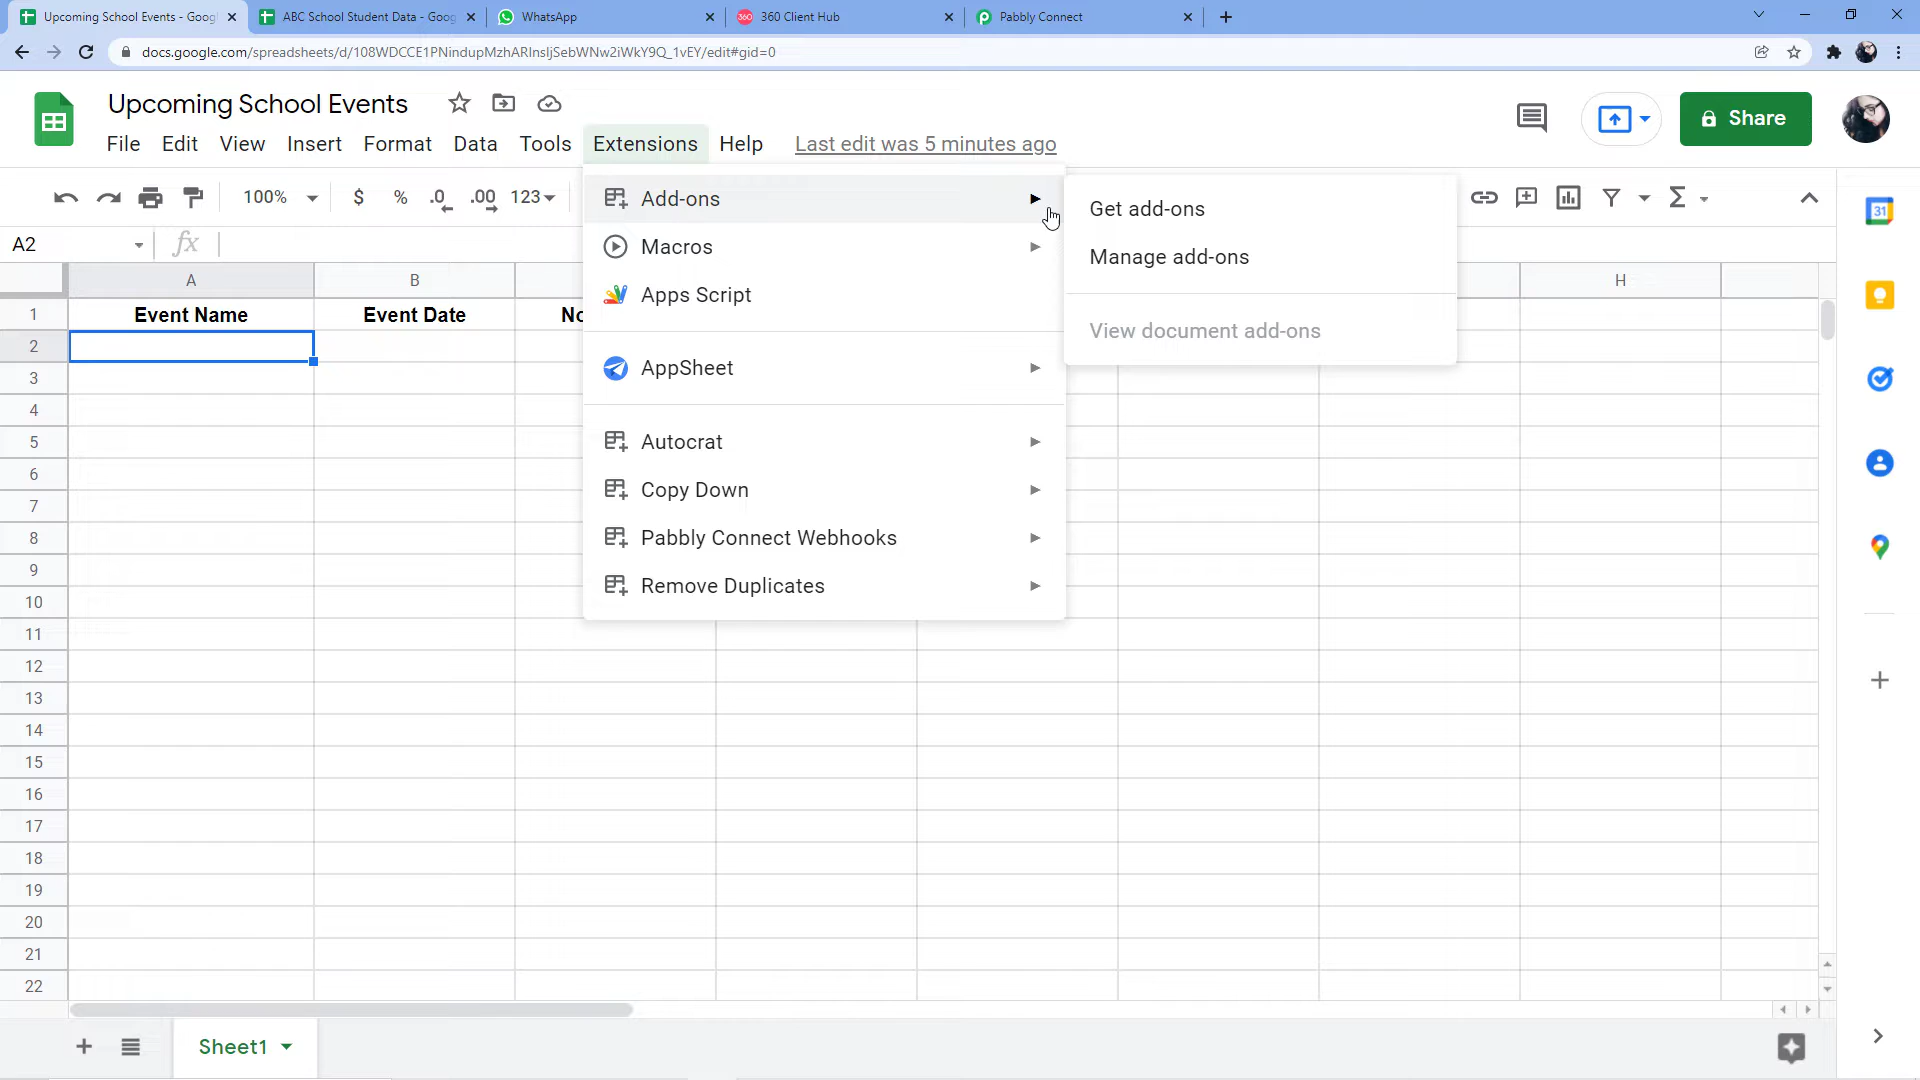 Upcoming School Events - Goog
ABC School Student Data - Goog
WhatsApp
360 Client Hub
Pabbly Connect
docs.google.com/spreadsheets/d/108WDCCE1PNindupMzhARInsIjSebWNw2iWkY9Q_1vEY/edit#gid=0
Upcoming School Events
Share
File Edit View Insert Format Data Tools Extensions Help Last edit was 5 minutes ago
100% $ % .0 .00 123
A2 fx
Add-ons
Macros
Apps Script
AppSheet
Autocrat
Copy Down
Pabbly Connect Webhooks
Remove Duplicates
Get add-ons
Manage add-ons
View document add-ons
A B H
1 Event Name Event Date No
2
3
4
5
6
7
8
9
10
11
12
13
14
15
16
17
18
19
20
21
22
Sheet1
31